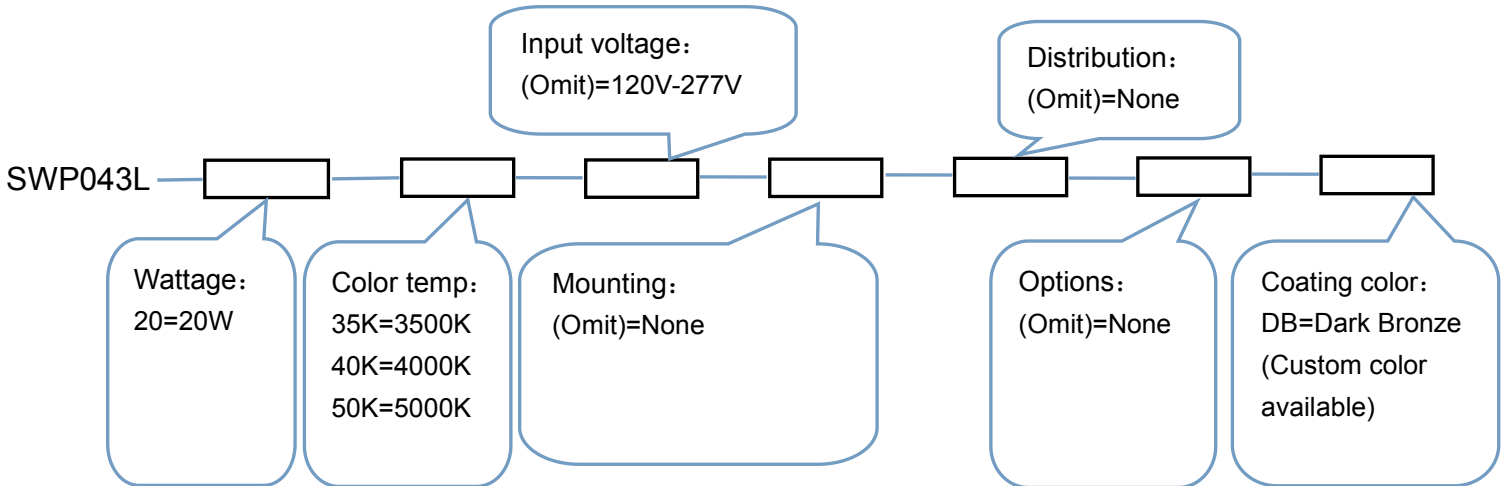 Input voltage：
(Omit)=120V-277V
Distribution：
(Omit)=None
SWP043L
Wattage：
20=20W
Color temp：
35K=3500K
40K=4000K
50K=5000K
Mounting：
(Omit)=None
Options：
(Omit)=None
Coating color：
DB=Dark Bronze
(Custom color
available)